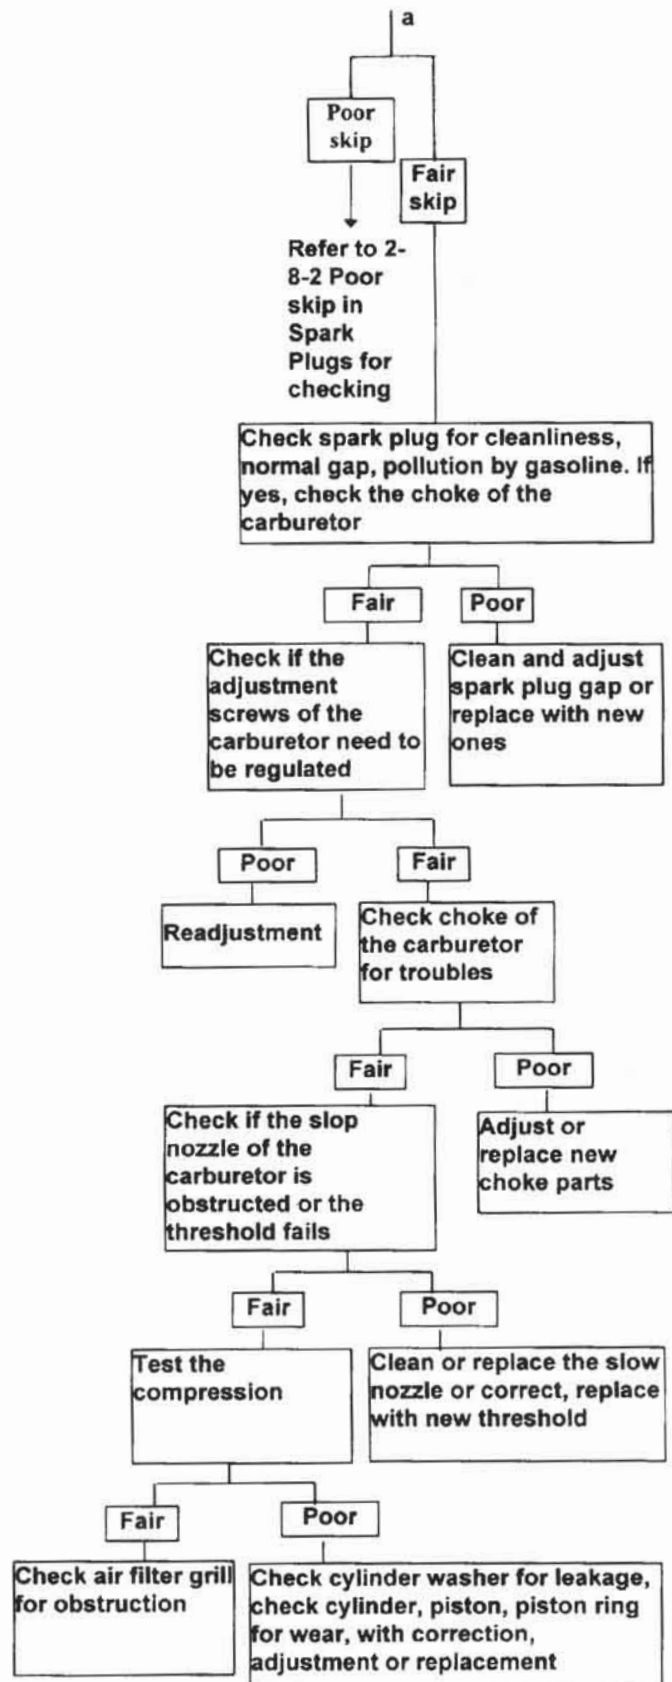 a
Poor
skip
Fair
skip
Refer to 2-
8-2 Poor
skip in
Spark
Plugs for
checking
Check spark plug for cleanliness,
normal gap, pollution by gasoline. If
yes, check the choke of the
carburetor
Fair
Poor
Check if the
adjustment
screws of the
carburetor need to
be regulated
Clean and adjust
spark plug gap or
replace with new
ones
Poor
Fair
Readjustment
Check choke of
the carburetor
for troubles
Fair
Poor
Check if the slop
nozzle of the
carburetor is
obstructed or the
threshold fails
Adjust or
replace new
choke parts
Fair
Poor
Test the
compression
Clean or replace the slow
nozzle or correct, replace
with new threshold
Fair
Poor
Check air filter grill
for obstruction
Check cylinder washer for leakage,
check cylinder, piston, piston ring
for wear, with correction,
adjustment or replacement